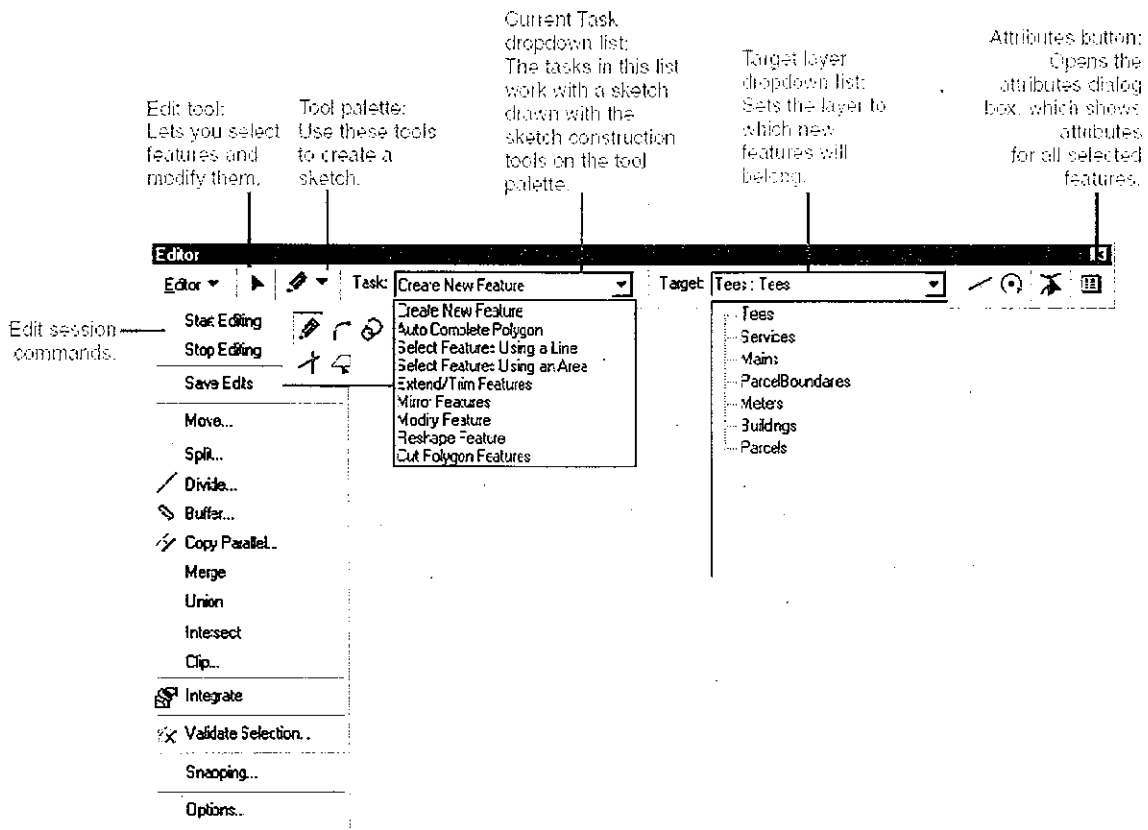 Current Task
dropdown list:
The tasks in this list
work with a sketch
drawn with the
sketch construction
tools on the tool
palette.
Attributes button:
Opens the
attributes dialog
box, which shows
attributes
for all selected
features.
Target layer
dropdown list:
Sets the layer to
which new
features will
belong.
Edit tool:
Lets you select
features and
modify them.
Tool palette:
Use these tools
to create a
sketch.
Editor
Editor
Task:
Create New Feature
Target:
Tees : Tees
Edit session
commands.
Start Editing
Stop Editing
Save Edits
Move...
Split...
Divide...
Buffer...
Copy Parallel...
Merge
Union
Intersect
Clip...
Integrate
Validate Selection...
Snapping...
Options...
Create New Feature
Auto Complete Polygon
Select Features Using a Line
Select Features Using an Area
Extend/Trim Features
Mirror Features
Modify Feature
Reshape Feature
Cut Polygon Features
Tees
Services
Mains
ParcelBoundares
Meters
Buildings
Parcels